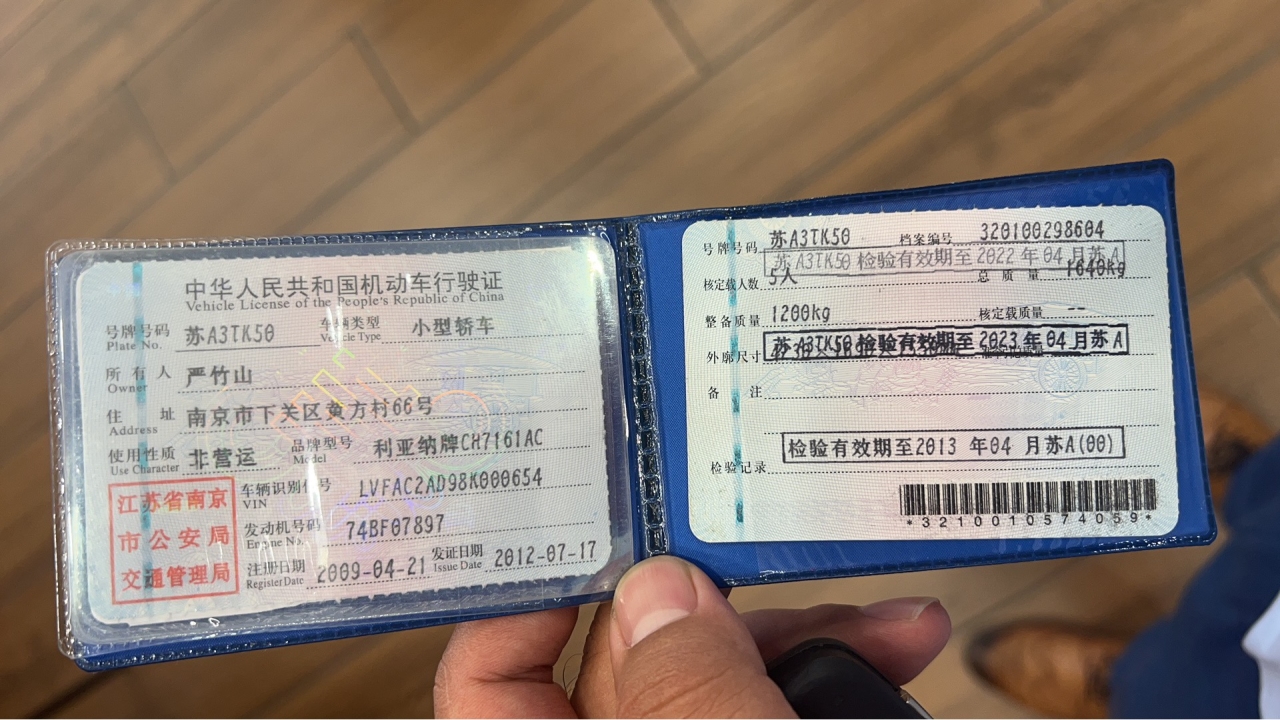 中华人民共和国机动车行驶证
Vehicle License of the People's Republic of China
号牌号码 苏A3TK50 车辆类型 小型轿车
Plate No. Vehicle Type
所有人 严竹山
Owner
住址 南京市下关区黄方村66号
Address
使用性质 非营运 品牌型号 利亚纳牌CH7161AC
Use Character Model
江苏省南京
市公安局
交通管理局
车辆识别代号 LVFAC2AD98K000654
VIN
发动机号码 74BF07897
Engine No.
注册日期 2009-04-21 发证日期 2012-07-17
Register Date Issue Date
号牌号码 苏A3TK50 档案编号 320100298604
苏A3TK50 检验有效期至 2022 年 04 月苏A
核定载人数 5人 总质量 1640kg
整备质量 1200kg 核定载质量 --
苏A3TK50 检验有效期至 2023 年 04 月苏A
外廓尺寸
备注
检验有效期至2013 年04 月苏A(00)
检验记录
*3210010574059*